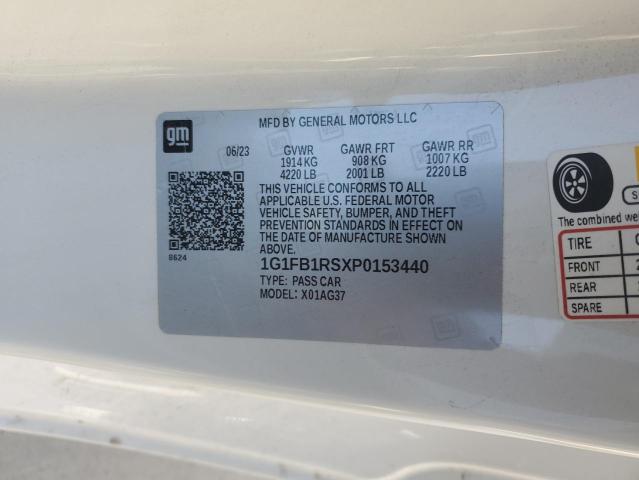 gm
MFD BY GENERAL MOTORS LLC
06/23 GVWR GAWR FRT GAWR RR
1914 KG 908 KG 1007 KG
4220 LB 2001 LB 2220 LB
THIS VEHICLE CONFORMS TO ALL
APPLICABLE U.S. FEDERAL MOTOR
VEHICLE SAFETY, BUMPER, AND THEFT
PREVENTION STANDARDS IN EFFECT ON
THE DATE OF MANUFACTURE SHOWN
ABOVE.
8624
1G1FB1RSXP0153440
TYPE: PASS CAR
MODEL: X01AG37
The combined
TIRE
FRONT
REAR
SPARE